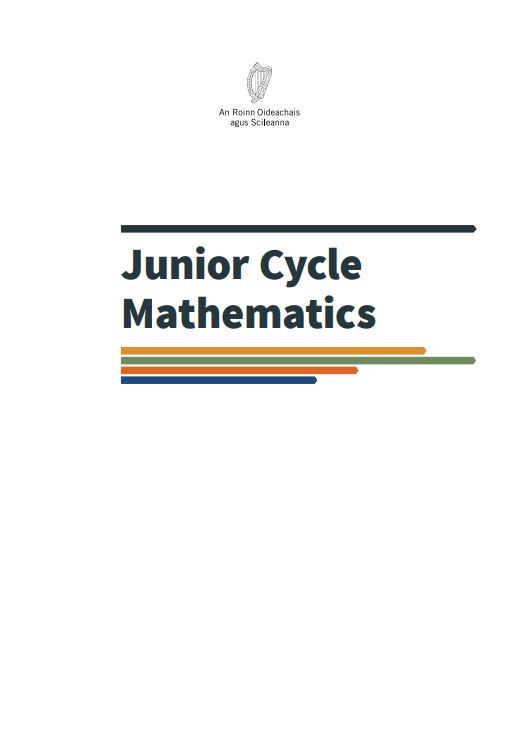 An Roinn Oideachais
agus Scileanna
Junior Cycle
Mathematics